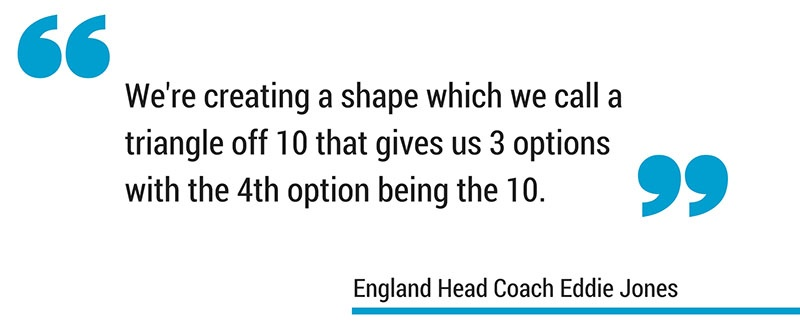 We're creating a shape which we call a
triangle off 10 that gives us 3 options
with the 4th option being the 10.
England Head Coach Eddie Jones